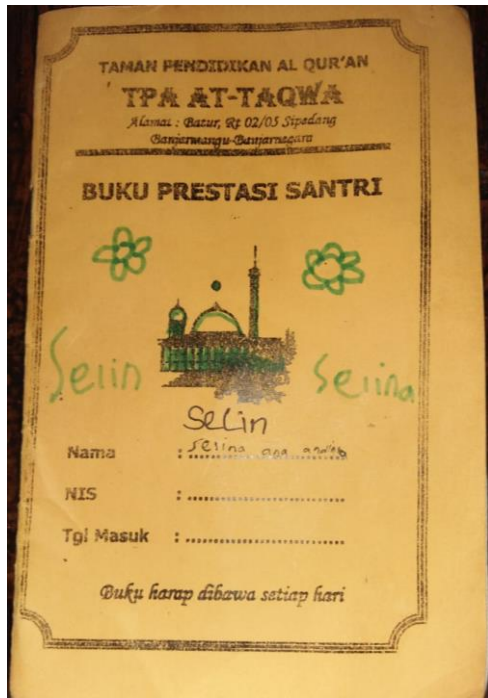 TAMAN PENDIDIKAN AL QUR'AN
TPA AT-TAQWA
Alamat : Batur, Rt 02/05 Sipedang
Banjarmangu-Banjarnegara
BUKU PRESTASI SANTRI
Selin Selina
Selin
Nama : selina
NIS :
Tgl Masuk :
Buku harap dibawa setiap hari